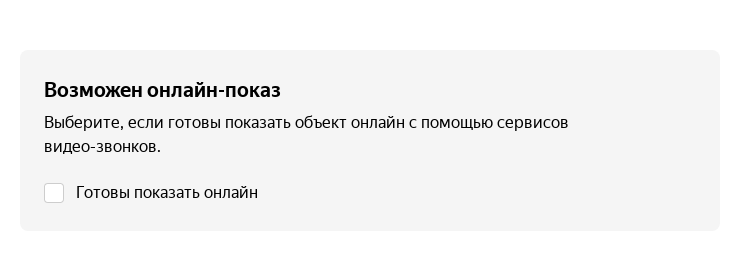 Возможен онлайн-показ
Выберите, если готовы показать объект онлайн с помощью сервисов
видео-звонков.
Готовы показать онлайн